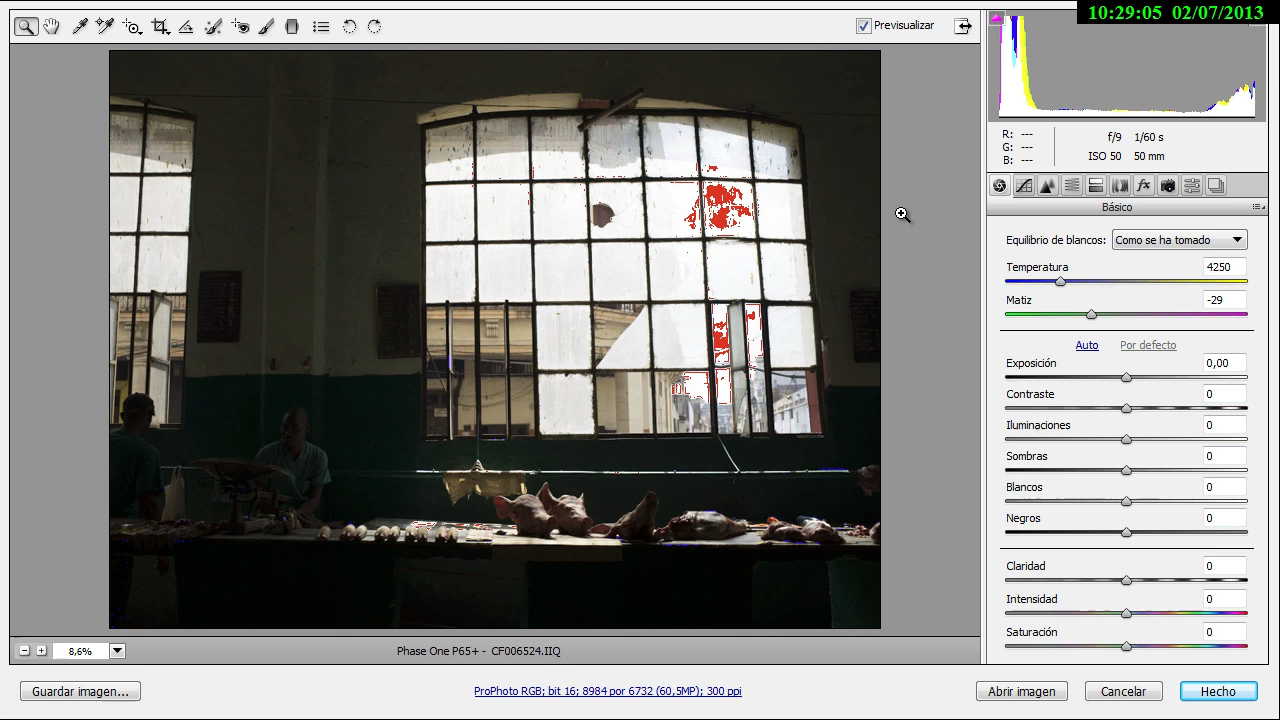 10:29:05 02/07/2013
Previsualizar
R: ---
G: ---
B: ---
f/9 1/60 s
ISO 50 50 mm
Básico
Equilibrio de blancos: Como se ha tomado
Temperatura 4250
Matiz -29
Auto Por defecto
Exposición 0,00
Contraste 0
Iluminaciones 0
Sombras 0
Blancos 0
Negros 0
Claridad 0
Intensidad 0
Saturación 0
8,6%
Phase One P65+ - CF006524.IIQ
Guardar imagen...
ProPhoto RGB; bit 16; 8984 por 6732 (60,5MP); 300 ppi
Abrir imagen
Cancelar
Hecho